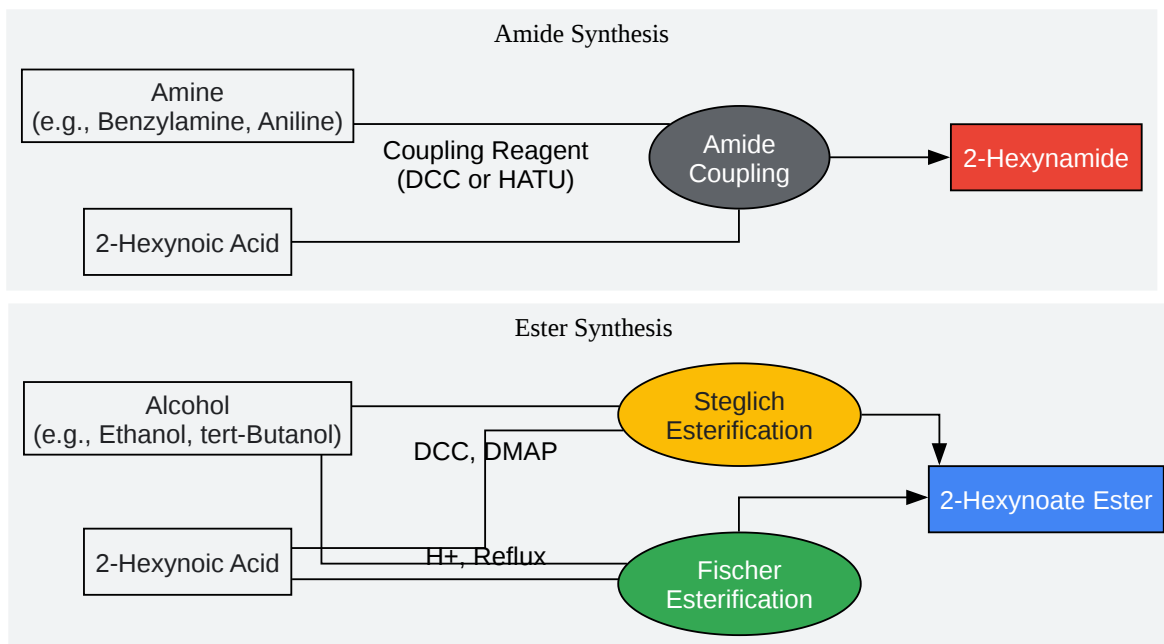 Amide Synthesis
Amine
(e.g., Benzylamine, Aniline)
Coupling Reagent
(DCC or HATU)
Amide
Coupling
2-Hexynamide
2-Hexynoic Acid
Ester Synthesis
Alcohol
(e.g., Ethanol, tert-Butanol)
DCC, DMAP
Steglich
Esterification
2-Hexynoate Ester
2-Hexynoic Acid
H+, Reflux
Fischer
Esterification